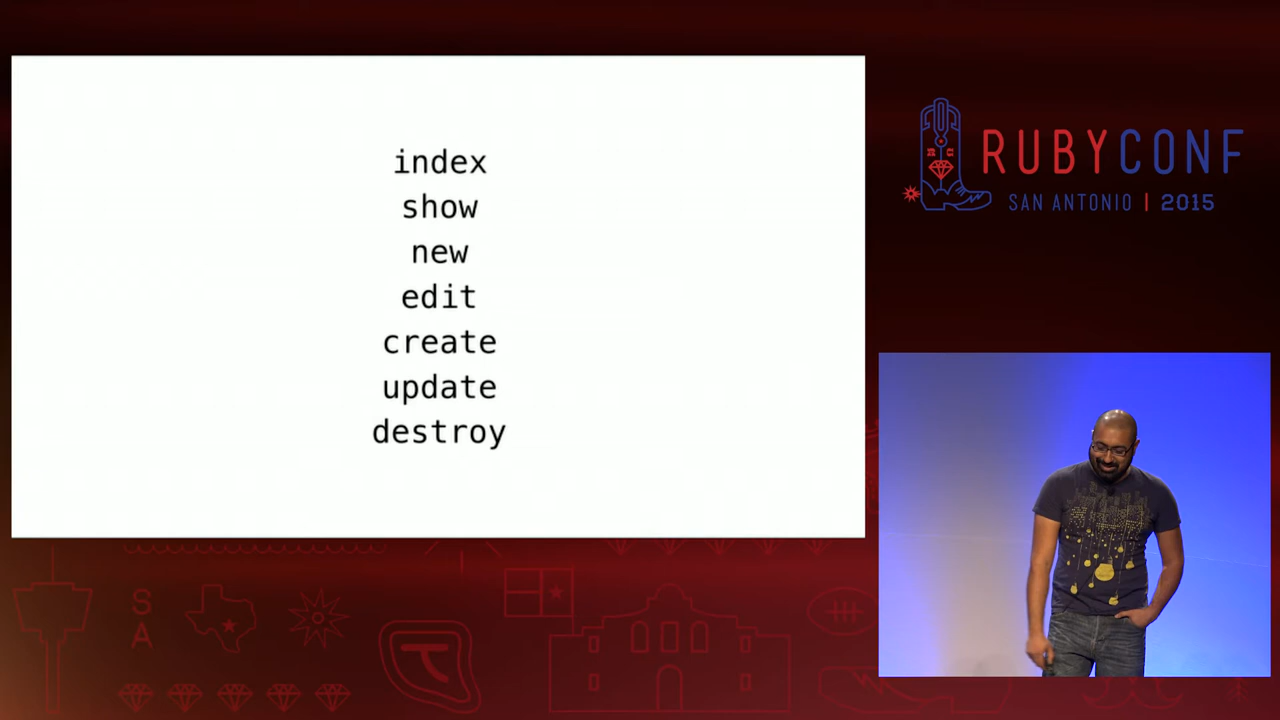 index
show
new
edit
create
update
destroy
RUBYCONF
SAN ANTONIO | 2015
S
A